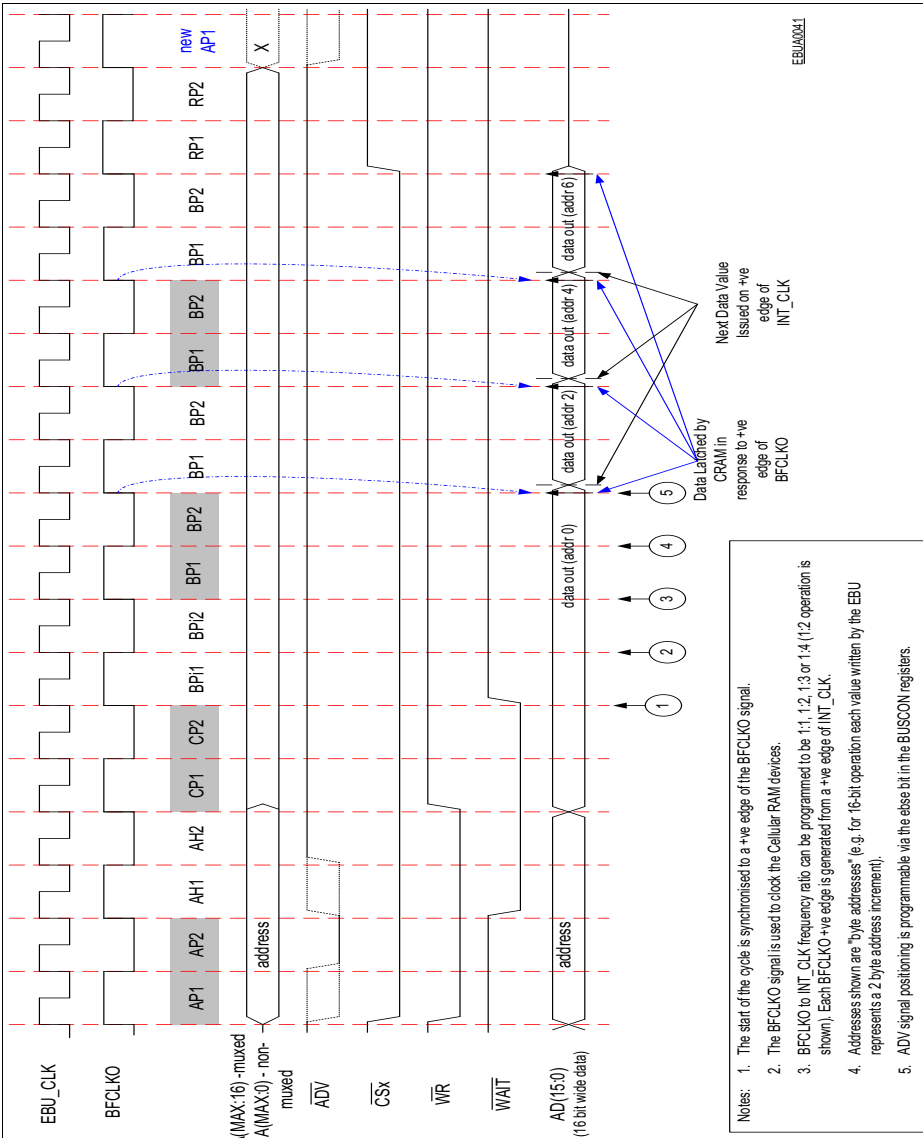 EBU_CLK
BFCLKO
AP1 AP2 AH1 AH2 CP1 CP2 BPi1 BPi2 BP1 BP2 BP1 BP2 BP1 BP2 BP1 BP2 RP1 RP2 new
AP1
A(MAX:16) -muxed
A(MAX:0) - non-
muxed
address
X
ADV
CSx
WR
WAIT
AD(15:0)
(16 bit wide data)
address
data out (addr 0)
data out (addr 2)
data out (addr 4)
data out (addr 6)
1
2
3
4
5
Data Latched by
CRAM in
response to +ve
edge of
BFCLKO
Next Data Value
Issued on +ve
edge of
INT_CLK
Notes: 1. The start of the cycle is synchronised to a +ve edge of the BFCLKO signal.
2. The BFCLKO signal is used to clock the Cellular RAM devices.
3. BFCLKO to INT_CLK frequency ratio can be programmed to be 1:1, 1:2, 1:3 or 1:4 (1:2 operation is
shown). Each BFCLKO +ve edge is generated from a +ve edge of INT_CLK.
4. Addresses shown are "byte addresses" (e.g. for 16-bit operation each value written by the EBU
represents a 2 byte address increment).
5. ADV signal positioning is programmable via the ebse bit in the BUSCON registers.
EBUA0041